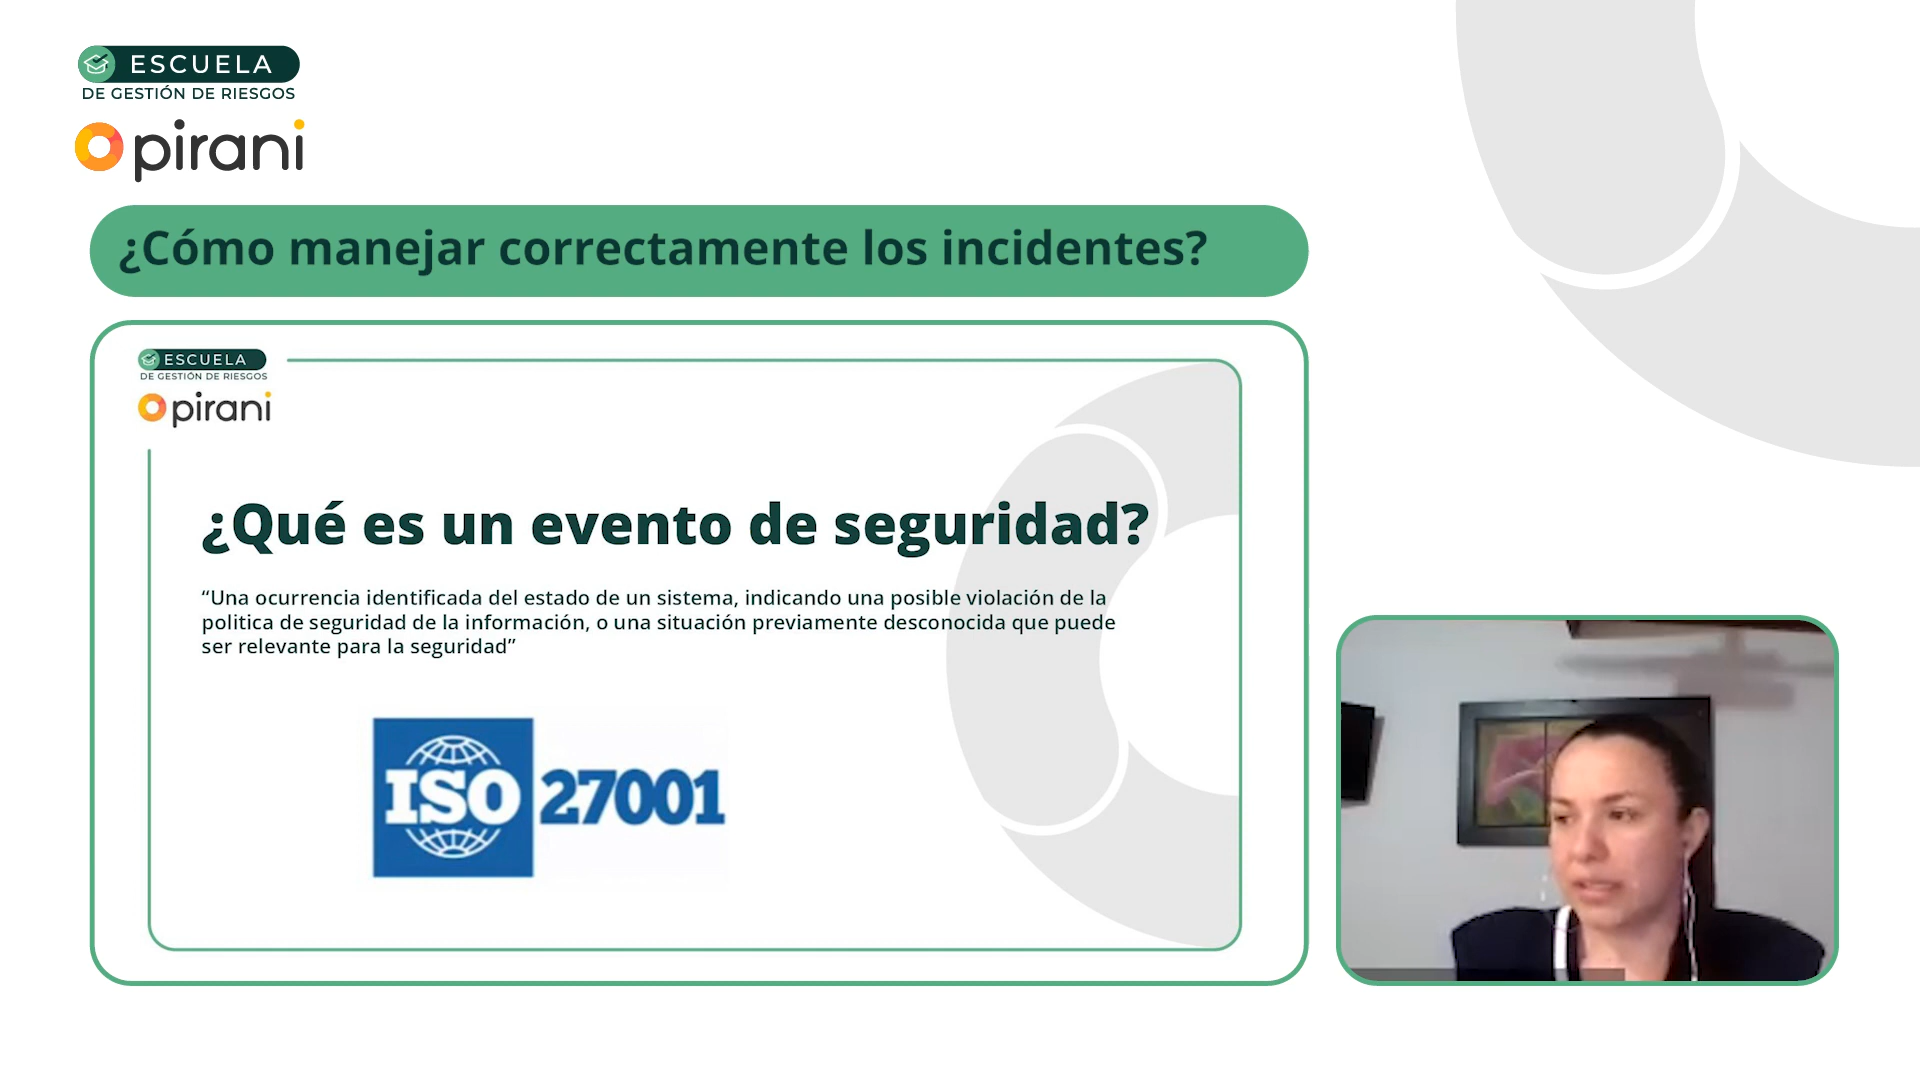 ESCUELA
DE GESTIÓN DE RIESGOS
pirani
¿Cómo manejar correctamente los incidentes?
ESCUELA
DE GESTIÓN DE RIESGOS
pirani
¿Qué es un evento de seguridad?
“Una ocurrencia identificada del estado de un sistema, indicando una posible violación de la
politica de seguridad de la información, o una situación previamente desconocida que puede
ser relevante para la seguridad”
ISO 27001